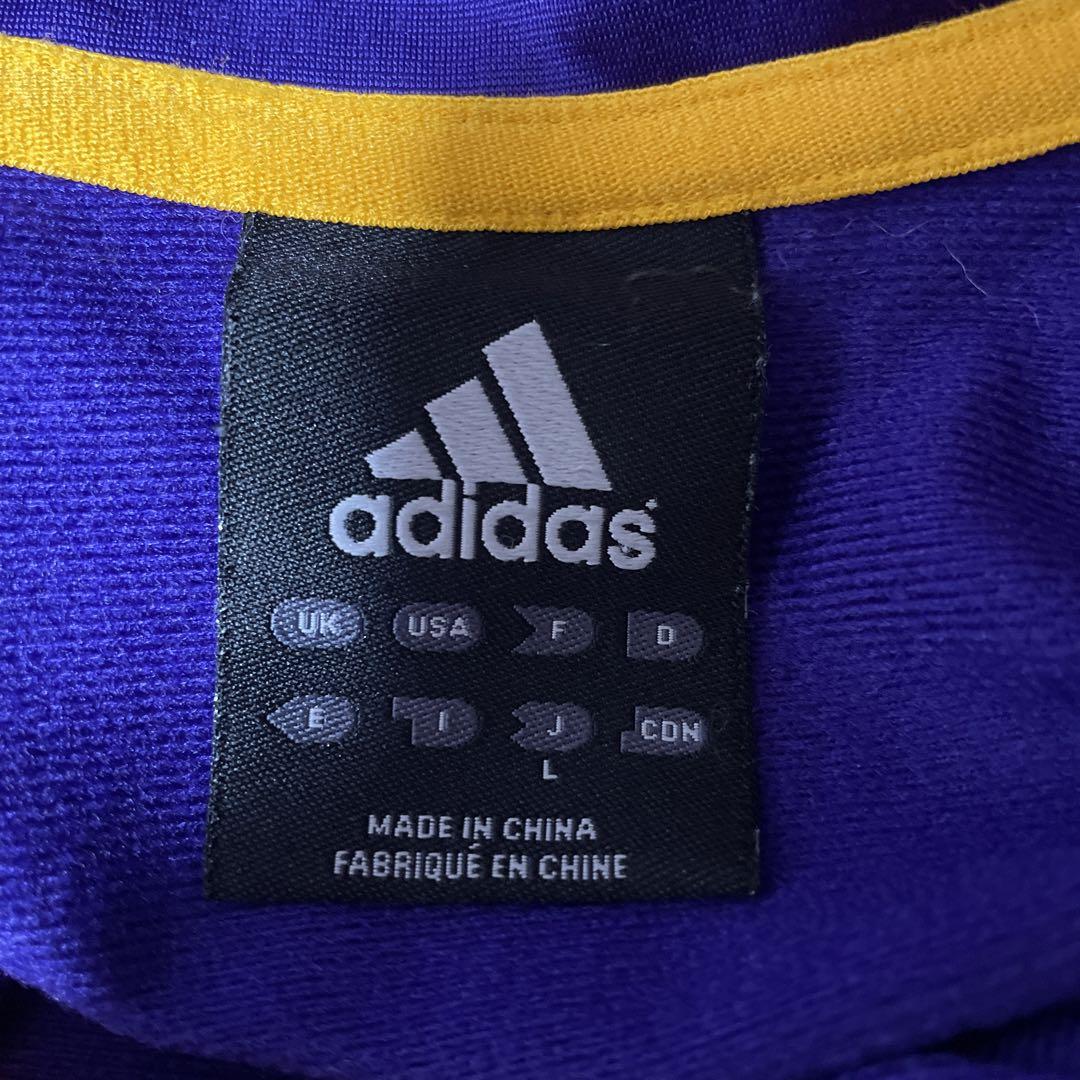 adidas
UK USA F D
E I J CDN
L
MADE IN CHINA
FABRIQUÉ EN CHINE